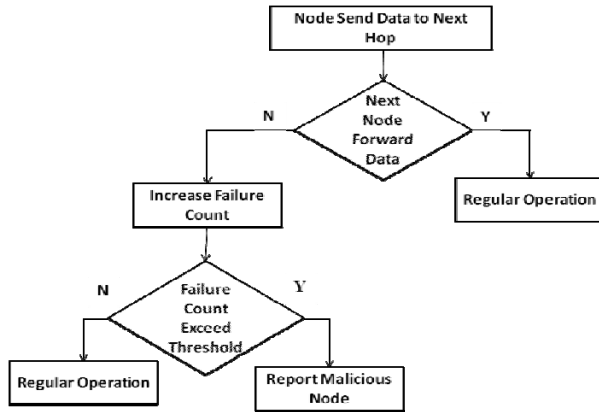 Node Send Data to Next
Hop
N
Next
Node
Forward
Data
Y
Increase Failure
Count
Regular Operation
N
Failure
Count
Exceed
Threshold
Y
Regular Operation
Report Malicious
Node